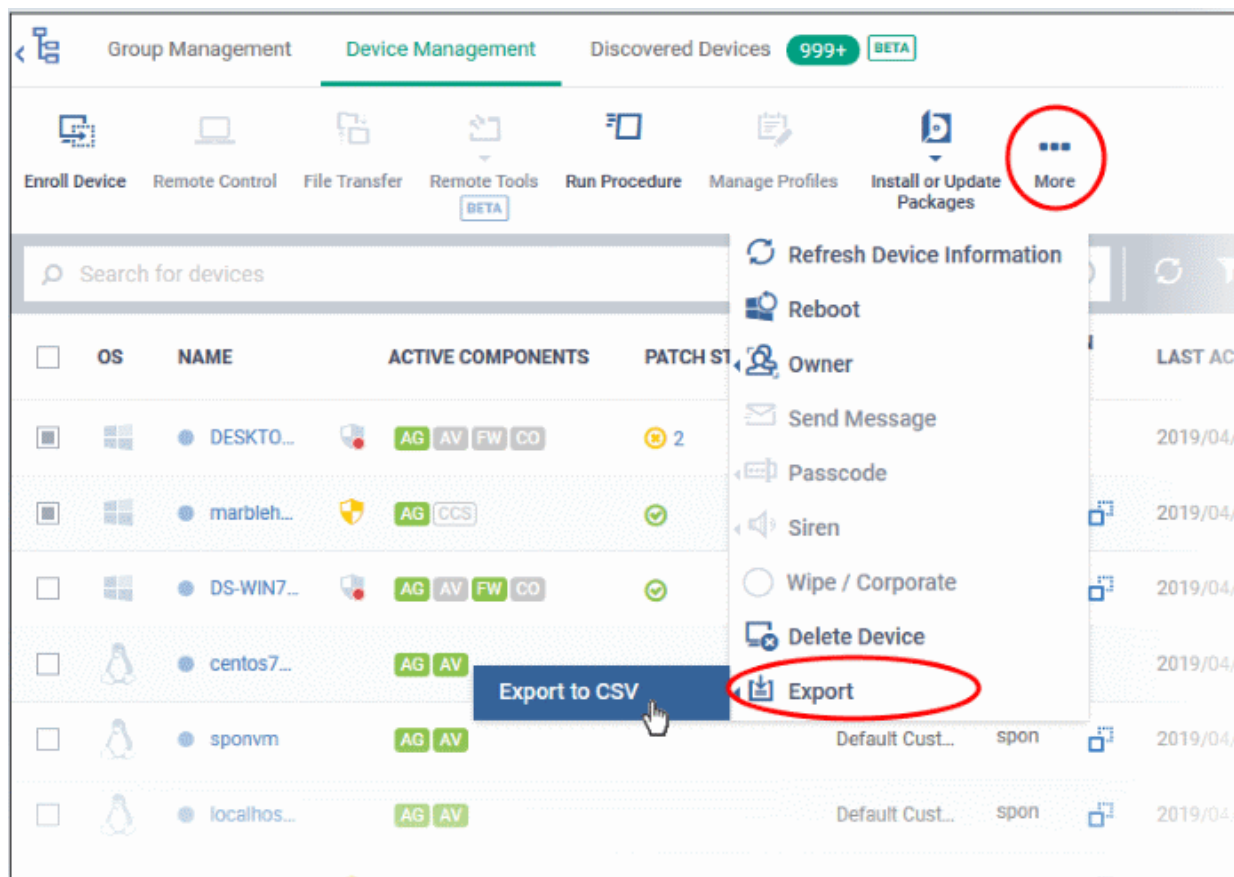 Group Management Device Management Discovered Devices 999+ BETA
Enroll Device Remote Control File Transfer Remote Tools Run Procedure Manage Profiles Install or Update More
BETA Packages
Search for devices
Refresh Device Information
Reboot
OS NAME ACTIVE COMPONENTS PATCH ST LAST AC
Owner
Send Message
DESKTO... AG AV FW CO 2 2019/04/
Passcode
marbleh... AG CCS 2019/04/
Siren
Wipe / Corporate
DS-WIN7... AG AV FW CO 2019/04/
Delete Device
centos7... AG AV 2019/04/
Export to CSV Export
sponvm AG AV Default Cust... spon 2019/04/
localhos... AG AV Default Cust... spon 2019/04/